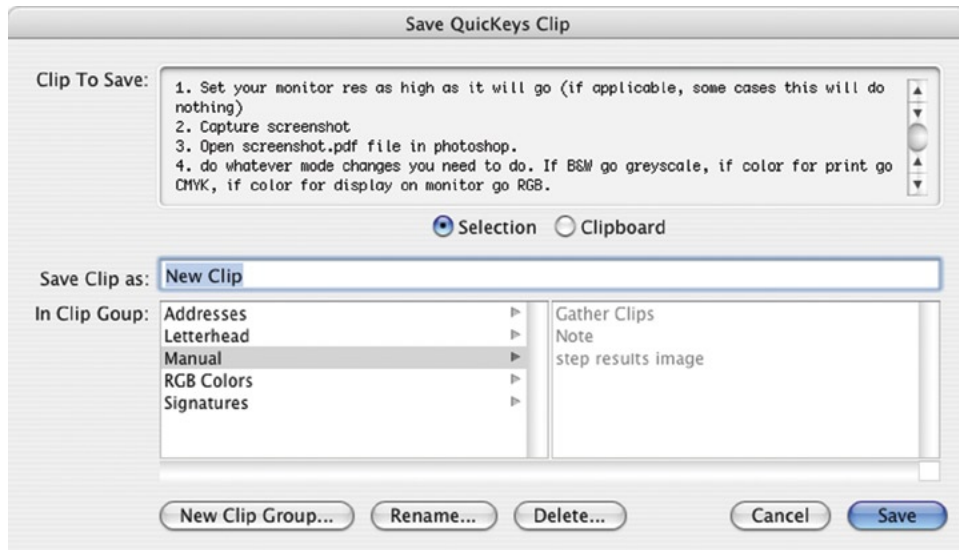 Save QuicKeys Clip
Clip To Save:
1. Set your monitor res as high as it will go (if applicable, some cases this will do
nothing)
2. Capture screenshot
3. Open screenshot.pdf file in photoshop.
4. do whatever mode changes you need to do. If B&W go greyscale, if color for print go
CMYK, if color for display on monitor go RGB.
Selection Clipboard
Save Clip as: New Clip
In Clip Goup:
Addresses
Letterhead
Manual
RGB Colors
Signatures
Gather Clips
Note
step results image
New Clip Group... Rename... Delete... Cancel Save